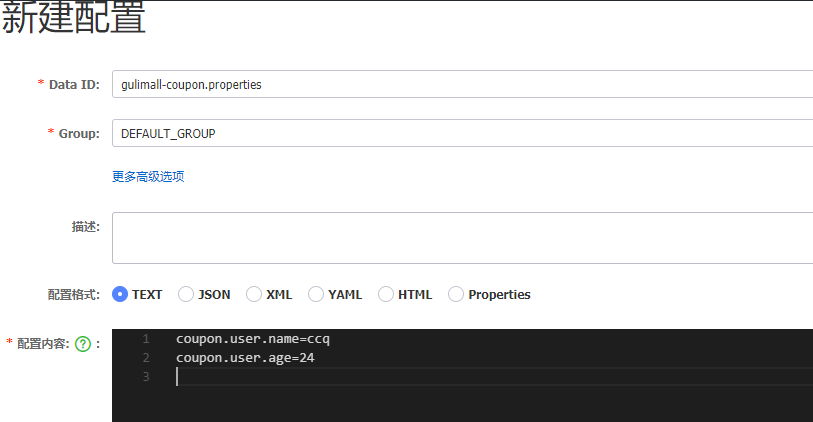 新建配置
* Data ID: gulimall-coupon.properties
* Group: DEFAULT_GROUP
更多高级选项
描述:
配置格式: TEXT JSON XML YAML HTML Properties
* 配置内容: ? :
1 coupon.user.name=ccq
2 coupon.user.age=24
3